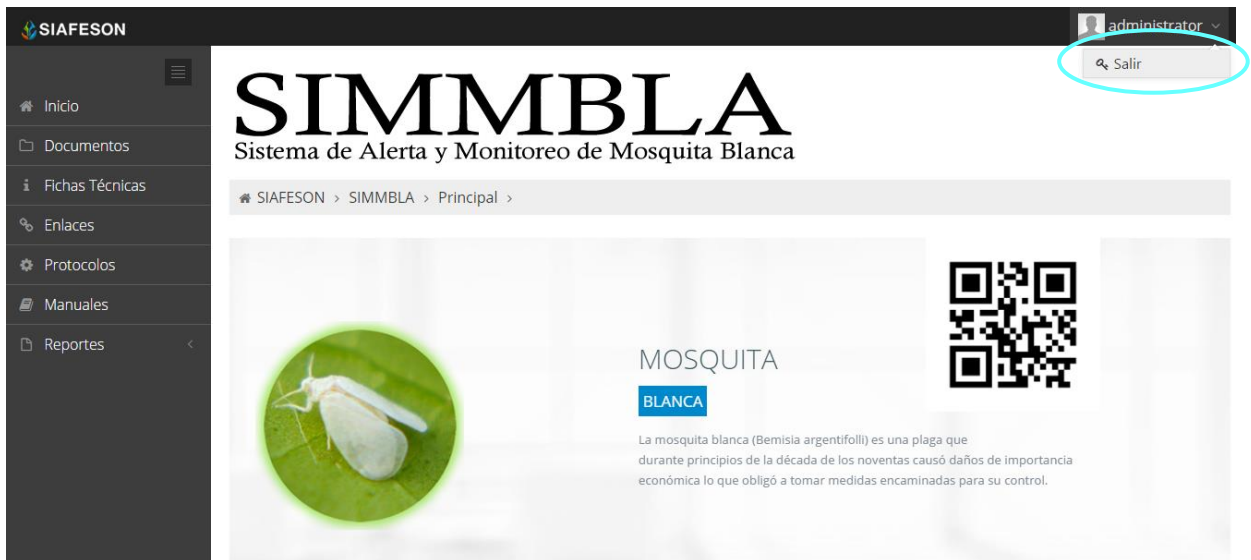 SIAFESON
administrator
Salir
Inicio
Documentos
Fichas Técnicas
Enlaces
Protocolos
Manuales
Reportes
SIMMBLA
Sistema de Alerta y Monitoreo de Mosquita Blanca
SIAFESON > SIMMBLA > Principal >
MOSQUITA
BLANCA
La mosquita blanca (Bemisia argentifolli) es una plaga que
durante principios de la década de los noventas causó daños de importancia
económica lo que obligó a tomar medidas encaminadas para su control.